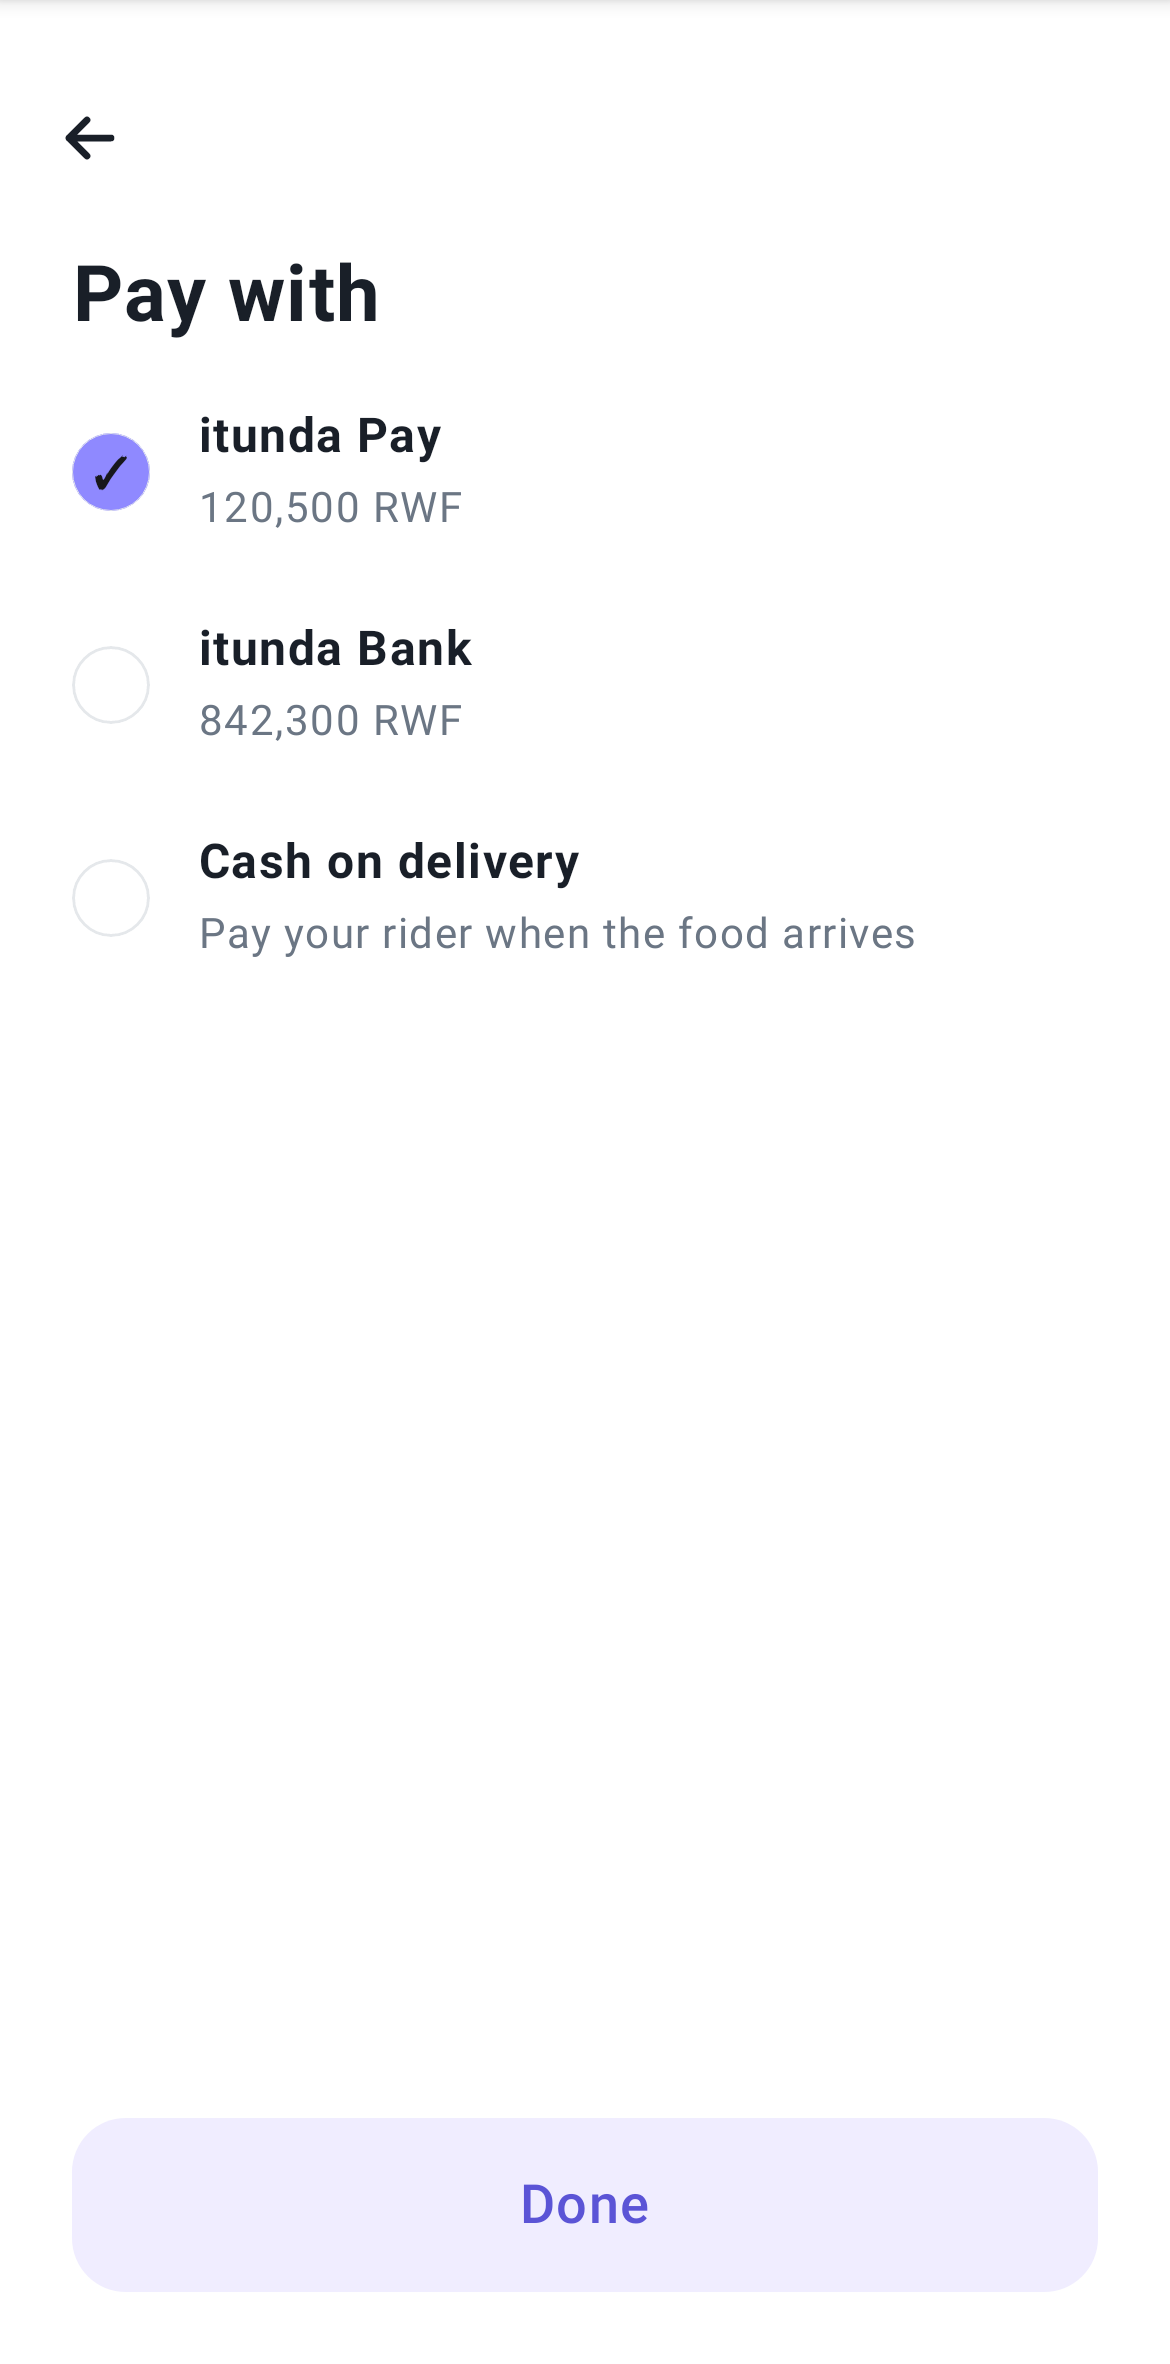 Pay with
itunda Pay
120,500 RWF
itunda Bank
842,300 RWF
Cash on delivery
Pay your rider when the food arrives
Done